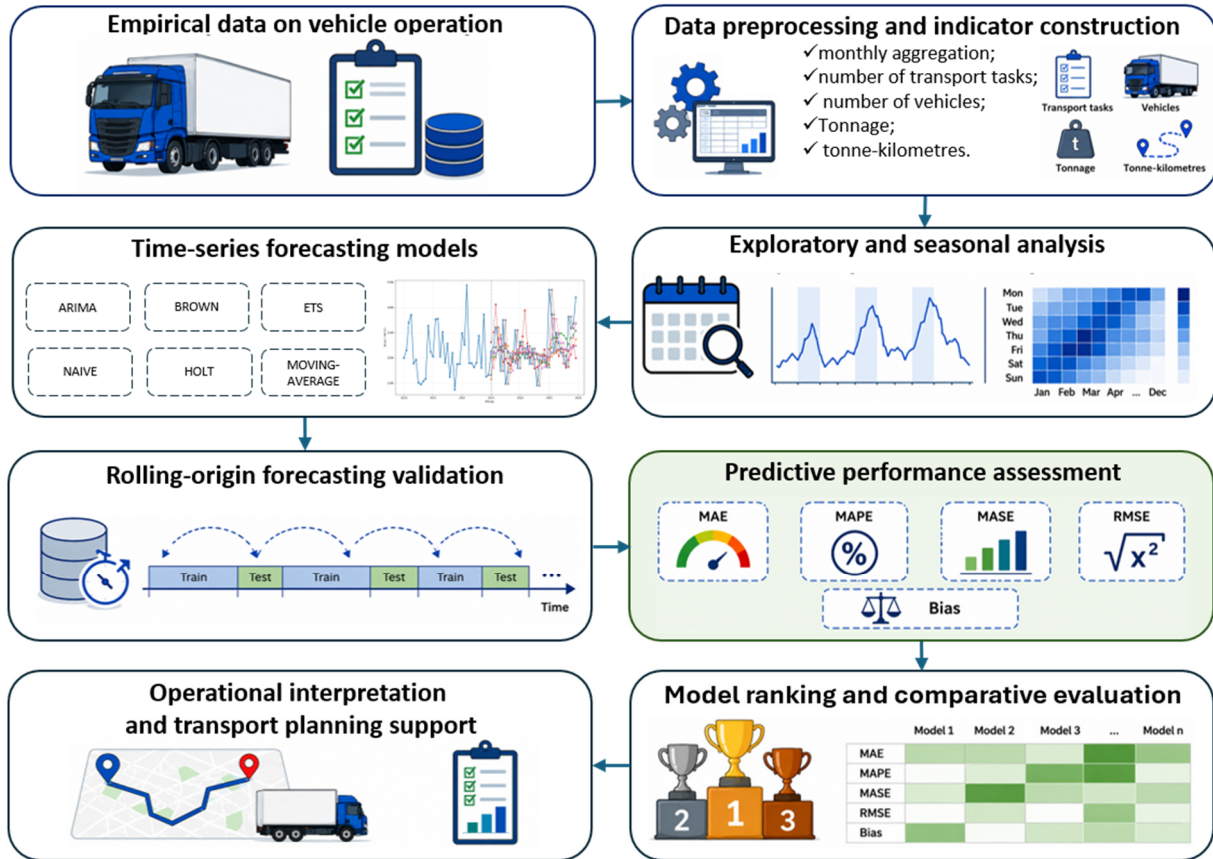 Empirical data on vehicle operation
Data preprocessing and indicator construction
✓monthly aggregation;
✓number of transport tasks;
✓ number of vehicles;
✓Tonnage;
✓ tonne-kilometres.
Transport tasks
Vehicles
t
Tonnage
Tonne-kilometres
Exploratory and seasonal analysis
Mon
Tue
Wed
Thu
Fri
Sat
Sun
Jan Feb Mar Apr ... Dec
Time-series forecasting models
ARIMA
BROWN
ETS
NAIVE
HOLT
MOVING-
AVERAGE
Rolling-origin forecasting validation
Train Test Train Test Train Test ...
Time
Predictive performance assessment
MAE
MAPE
%
MASE
RMSE
√x²
Bias
Model ranking and comparative evaluation
2 1 3
Model 1 Model 2 Model 3 ... Model n
MAE
MAPE
MASE
RMSE
Bias
Operational interpretation
and transport planning support